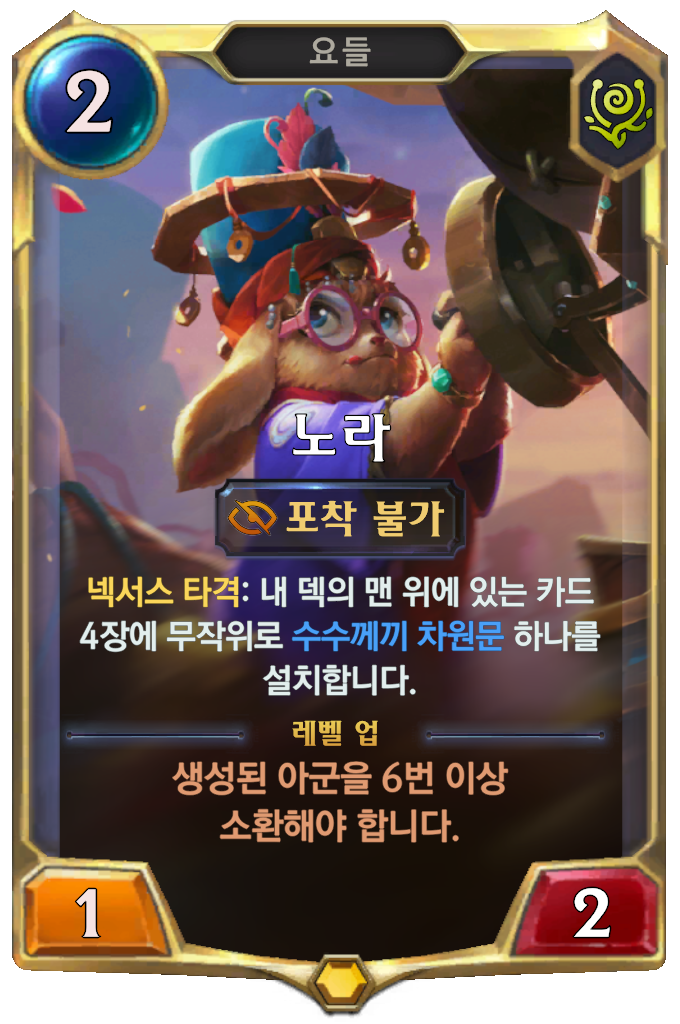 요들
2
노라
포착 불가
넥서스 타격: 내 덱의 맨 위에 있는 카드
4장에 무작위로 수수께끼 차원문 하나를
설치합니다.
레벨 업
생성된 아군을 6번 이상
소환해야 합니다.
1
2